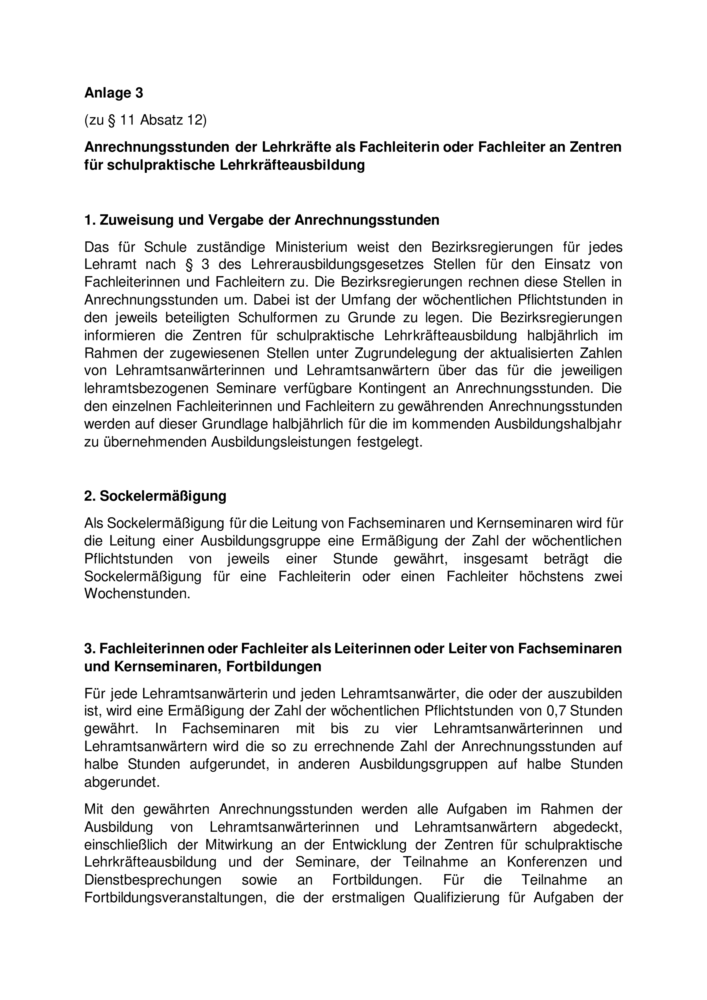 Anlage 3
(zu § 11 Absatz 12)
Anrechnungsstunden der Lehrkräfte als Fachleiterin oder Fachleiter an Zentren
für schulpraktische Lehrkräfteausbildung
1. Zuweisung und Vergabe der Anrechnungsstunden
Das für Schule zuständige Ministerium weist den Bezirksregierungen für jedes
Lehramt nach § 3 des Lehrerausbildungsgesetzes Stellen für den Einsatz von
Fachleiterinnen und Fachleitern zu. Die Bezirksregierungen rechnen diese Stellen in
Anrechnungsstunden um. Dabei ist der Umfang der wöchentlichen Pflichtstunden in
den jeweils beteiligten Schulformen zu Grunde zu legen. Die Bezirksregierungen
informieren die Zentren für schulpraktische Lehrkräfteausbildung halbjährlich im
Rahmen der zugewiesenen Stellen unter Zugrundelegung der aktualisierten Zahlen
von Lehramtsanwärterinnen und Lehramtsanwärtern über das für die jeweiligen
lehramtsbezogenen Seminare verfügbare Kontingent an Anrechnungsstunden. Die
den einzelnen Fachleiterinnen und Fachleitern zu gewährenden Anrechnungsstunden
werden auf dieser Grundlage halbjährlich für die im kommenden Ausbildungshalbjahr
zu übernehmenden Ausbildungsleistungen festgelegt.
2. Sockelermäßigung
Als Sockelermäßigung für die Leitung von Fachseminaren und Kernseminaren wird für
die Leitung einer Ausbildungsgruppe eine Ermäßigung der Zahl der wöchentlichen
Pflichtstunden von jeweils einer Stunde gewährt, insgesamt beträgt die
Sockelermäßigung für eine Fachleiterin oder einen Fachleiter höchstens zwei
Wochenstunden.
3. Fachleiterinnen oder Fachleiter als Leiterinnen oder Leiter von Fachseminaren
und Kernseminaren, Fortbildungen
Für jede Lehramtsanwärterin und jeden Lehramtsanwärter, die oder der auszubilden
ist, wird eine Ermäßigung der Zahl der wöchentlichen Pflichtstunden von 0,7 Stunden
gewährt. In Fachseminaren mit bis zu vier Lehramtsanwärterinnen und
Lehramtsanwärtern wird die so zu errechnende Zahl der Anrechnungsstunden auf
halbe Stunden aufgerundet, in anderen Ausbildungsgruppen auf halbe Stunden
abgerundet.
Mit den gewährten Anrechnungsstunden werden alle Aufgaben im Rahmen der
Ausbildung von Lehramtsanwärterinnen und Lehramtsanwärtern abgedeckt,
einschließlich der Mitwirkung an der Entwicklung der Zentren für schulpraktische
Lehrkräfteausbildung und der Seminare, der Teilnahme an Konferenzen und
Dienstbesprechungen sowie an Fortbildungen. Für die Teilnahme an
Fortbildungsveranstaltungen, die der erstmaligen Qualifizierung für Aufgaben der